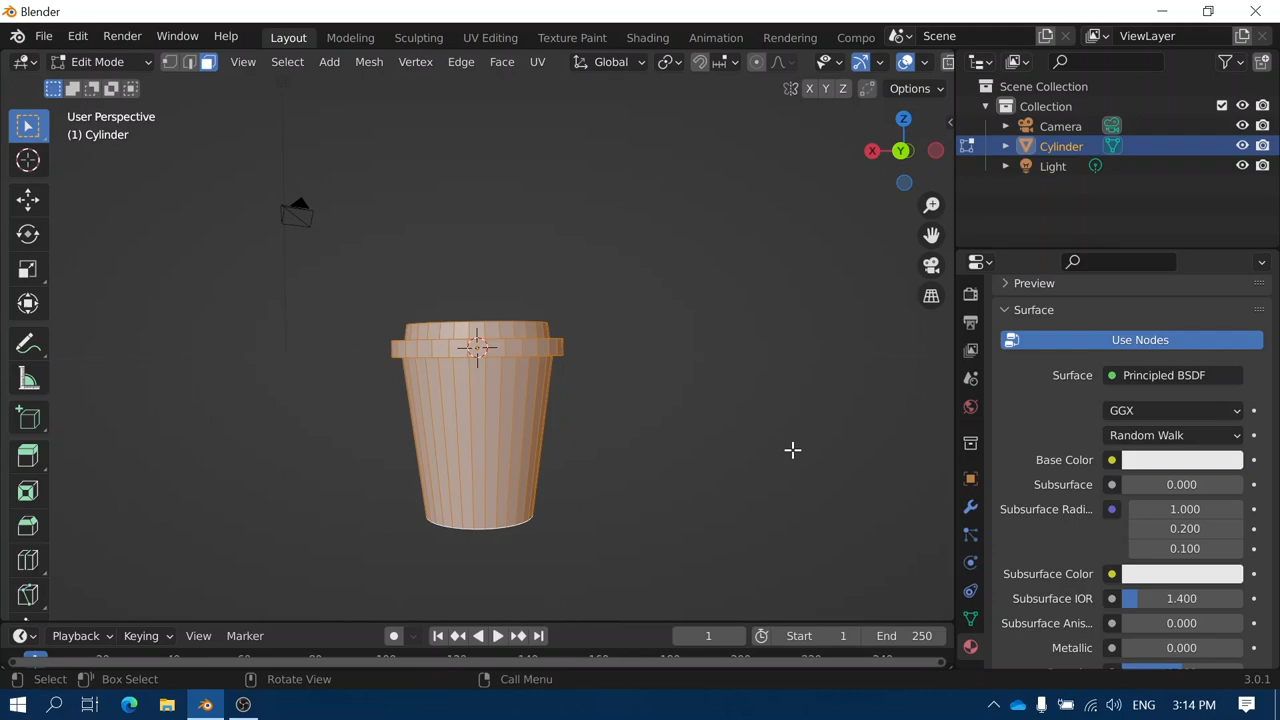 Blender
File Edit Render Window Help Layout Modeling Sculpting UV Editing Texture Paint Shading Animation Rendering Compo Scene ViewLayer
Edit Mode View Select Add Mesh Vertex Edge Face UV Global
X Y Z Options
User Perspective
(1) Cylinder
Z
X Y
Scene Collection
Collection
Camera
Cylinder
Light
Preview
Surface
Use Nodes
Surface Principled BSDF
GGX
Random Walk
Base Color
Subsurface 0.000
Subsurface Radi... 1.000
0.200
0.100
Subsurface Color
Subsurface IOR 1.400
Subsurface Anis... 0.000
Metallic 0.000
Playback Keying View Marker 1 Start 1 End 250
Select Box Select Rotate View Call Menu 3.0.1
ENG 3:14 PM